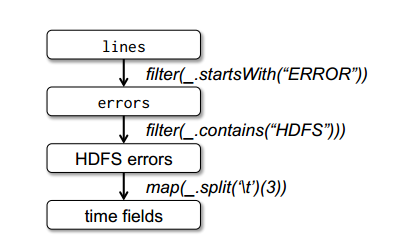 lines
filter(_.startsWith(“ERROR”))
errors
filter(_.contains(“HDFS”)))
HDFS errors
map(_.split(‘\t’)(3))
time fields